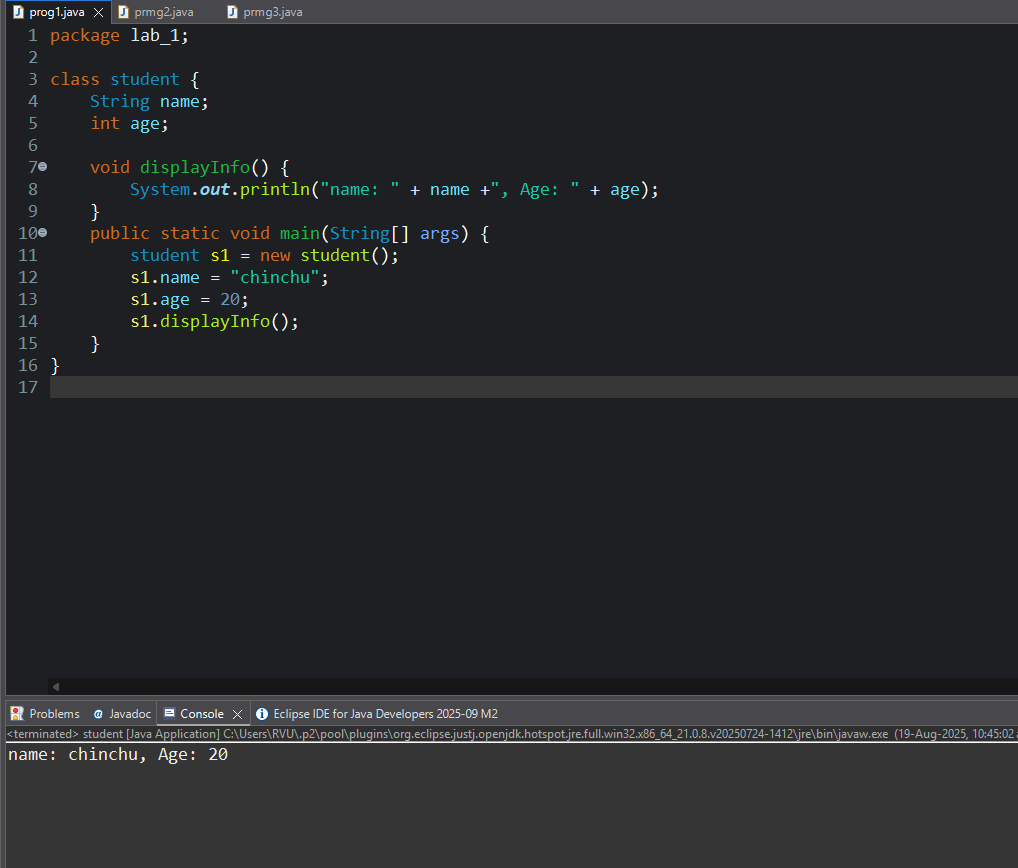 prog1.java prmg2.java prmg3.java
1 package lab_1;
2
3 class student {
4     String name;
5     int age;
6
7     void displayInfo() {
8         System.out.println("name: " + name +", Age: " + age);
9     }
10     public static void main(String[] args) {
11         student s1 = new student();
12         s1.name = "chinchu";
13         s1.age = 20;
14         s1.displayInfo();
15     }
16 }
17
Problems @ Javadoc Console Eclipse IDE for Java Developers 2025-09 M2
<terminated> student [Java Application] C:\Users\RVU\.p2\pool\plugins\org.eclipse.justj.openjdk.hotspot.jre.full.win32.x86_64_21.0.8.v20250724-1412\jre\bin\javaw.exe (19-Aug-2025, 10:45:02
name: chinchu, Age: 20